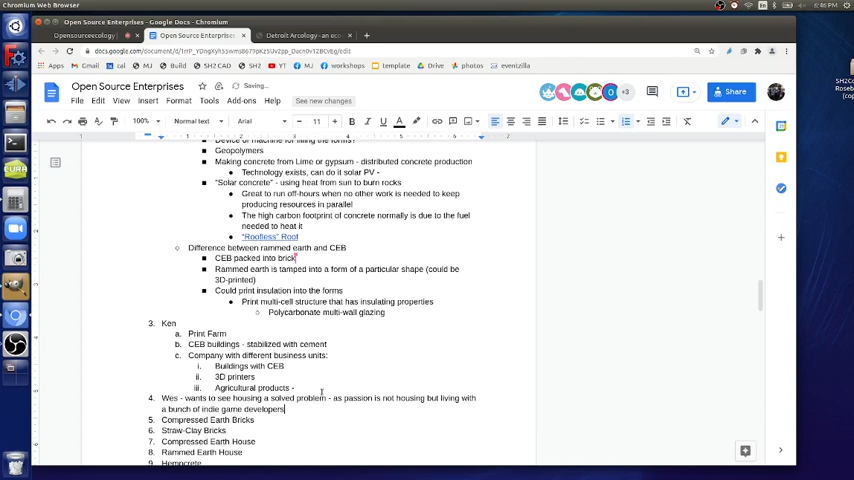 Chromium Web Browser
En
6:46 PM
Open Source Enterprises - Google Docs - Chromium
Opensourceecology
Open Source Enterprises
Detroit Arcology - an eco
Apps
Gmail
cal
MJ
Build
SH2 CAD
SH2
YT
MJ
workshops
template
Drive
photos
eventzilla
Open Source Enterprises
Saving...
File Edit View Insert Format Tools Add-ons Help
See new changes
+3
Share
100%
Normal text
Arial
11
Device or machine for filling the forms?
Geopolymers
Making concrete from Lime or gypsum - distributed concrete production
Technology exists, can do it solar PV -
"Solar concrete" - using heat from sun to burn rocks
Great to run off-hours when no other work is needed to keep
producing resources in parallel
The high carbon footprint of concrete normally is due to the fuel
needed to heat it
"Roofless" Roof
Difference between rammed earth and CEB
CEB packed into brick
Rammed earth is tamped into a form of a particular shape (could be
3D-printed)
Could print insulation into the forms
Print multi-cell structure that has insulating properties
Polycarbonate multi-wall glazing
3. Ken
a. Print Farm
b. CEB buildings - stabilized with cement
c. Company with different business units:
i. Buildings with CEB
ii. 3D printers
iii. Agricultural products -
4. Wes - wants to see housing a solved problem - as passion is not housing but living with
a bunch of indie game developers
5. Compressed Earth Bricks
6. Straw-Clay Bricks
7. Compressed Earth House
8. Rammed Earth House
9. Hempcrete